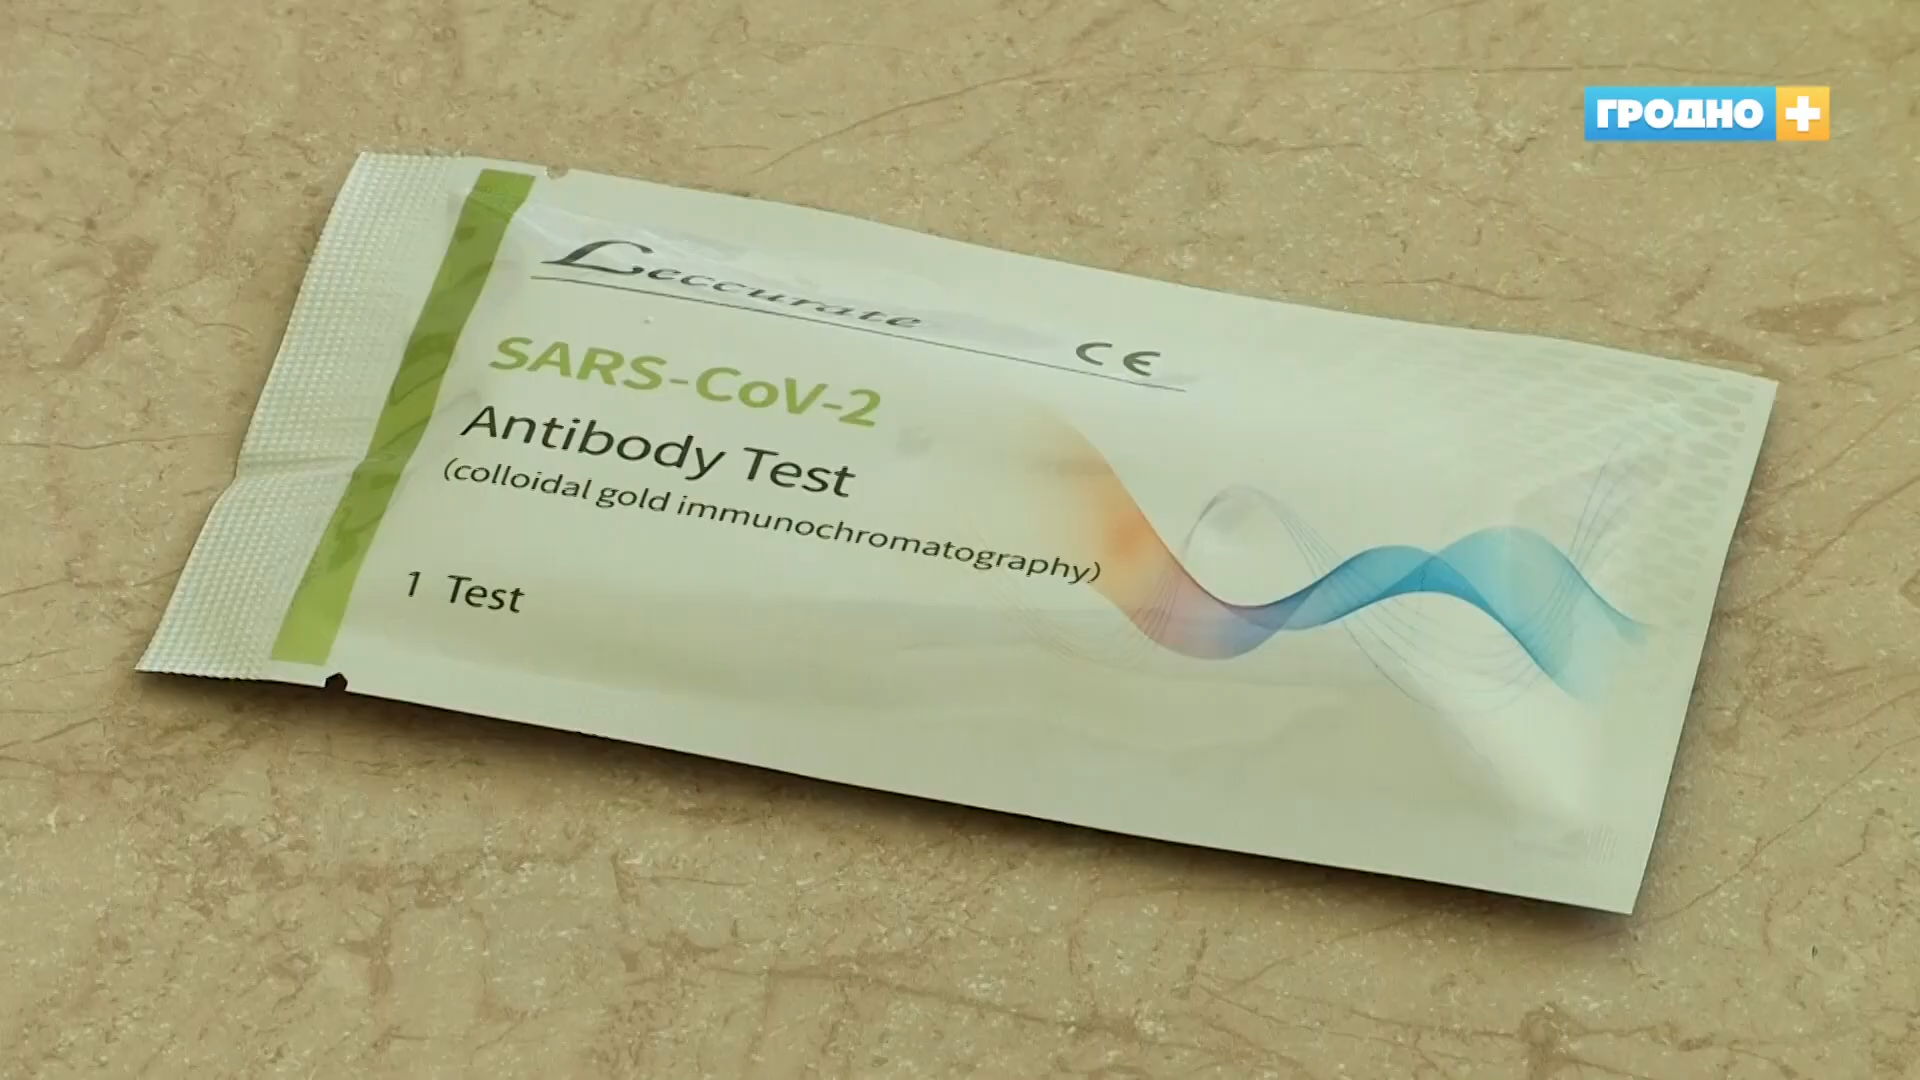 ГРОДНО +
Leccurate
CE
SARS-CoV-2
Antibody Test
(colloidal gold immunochromatography)
1 Test